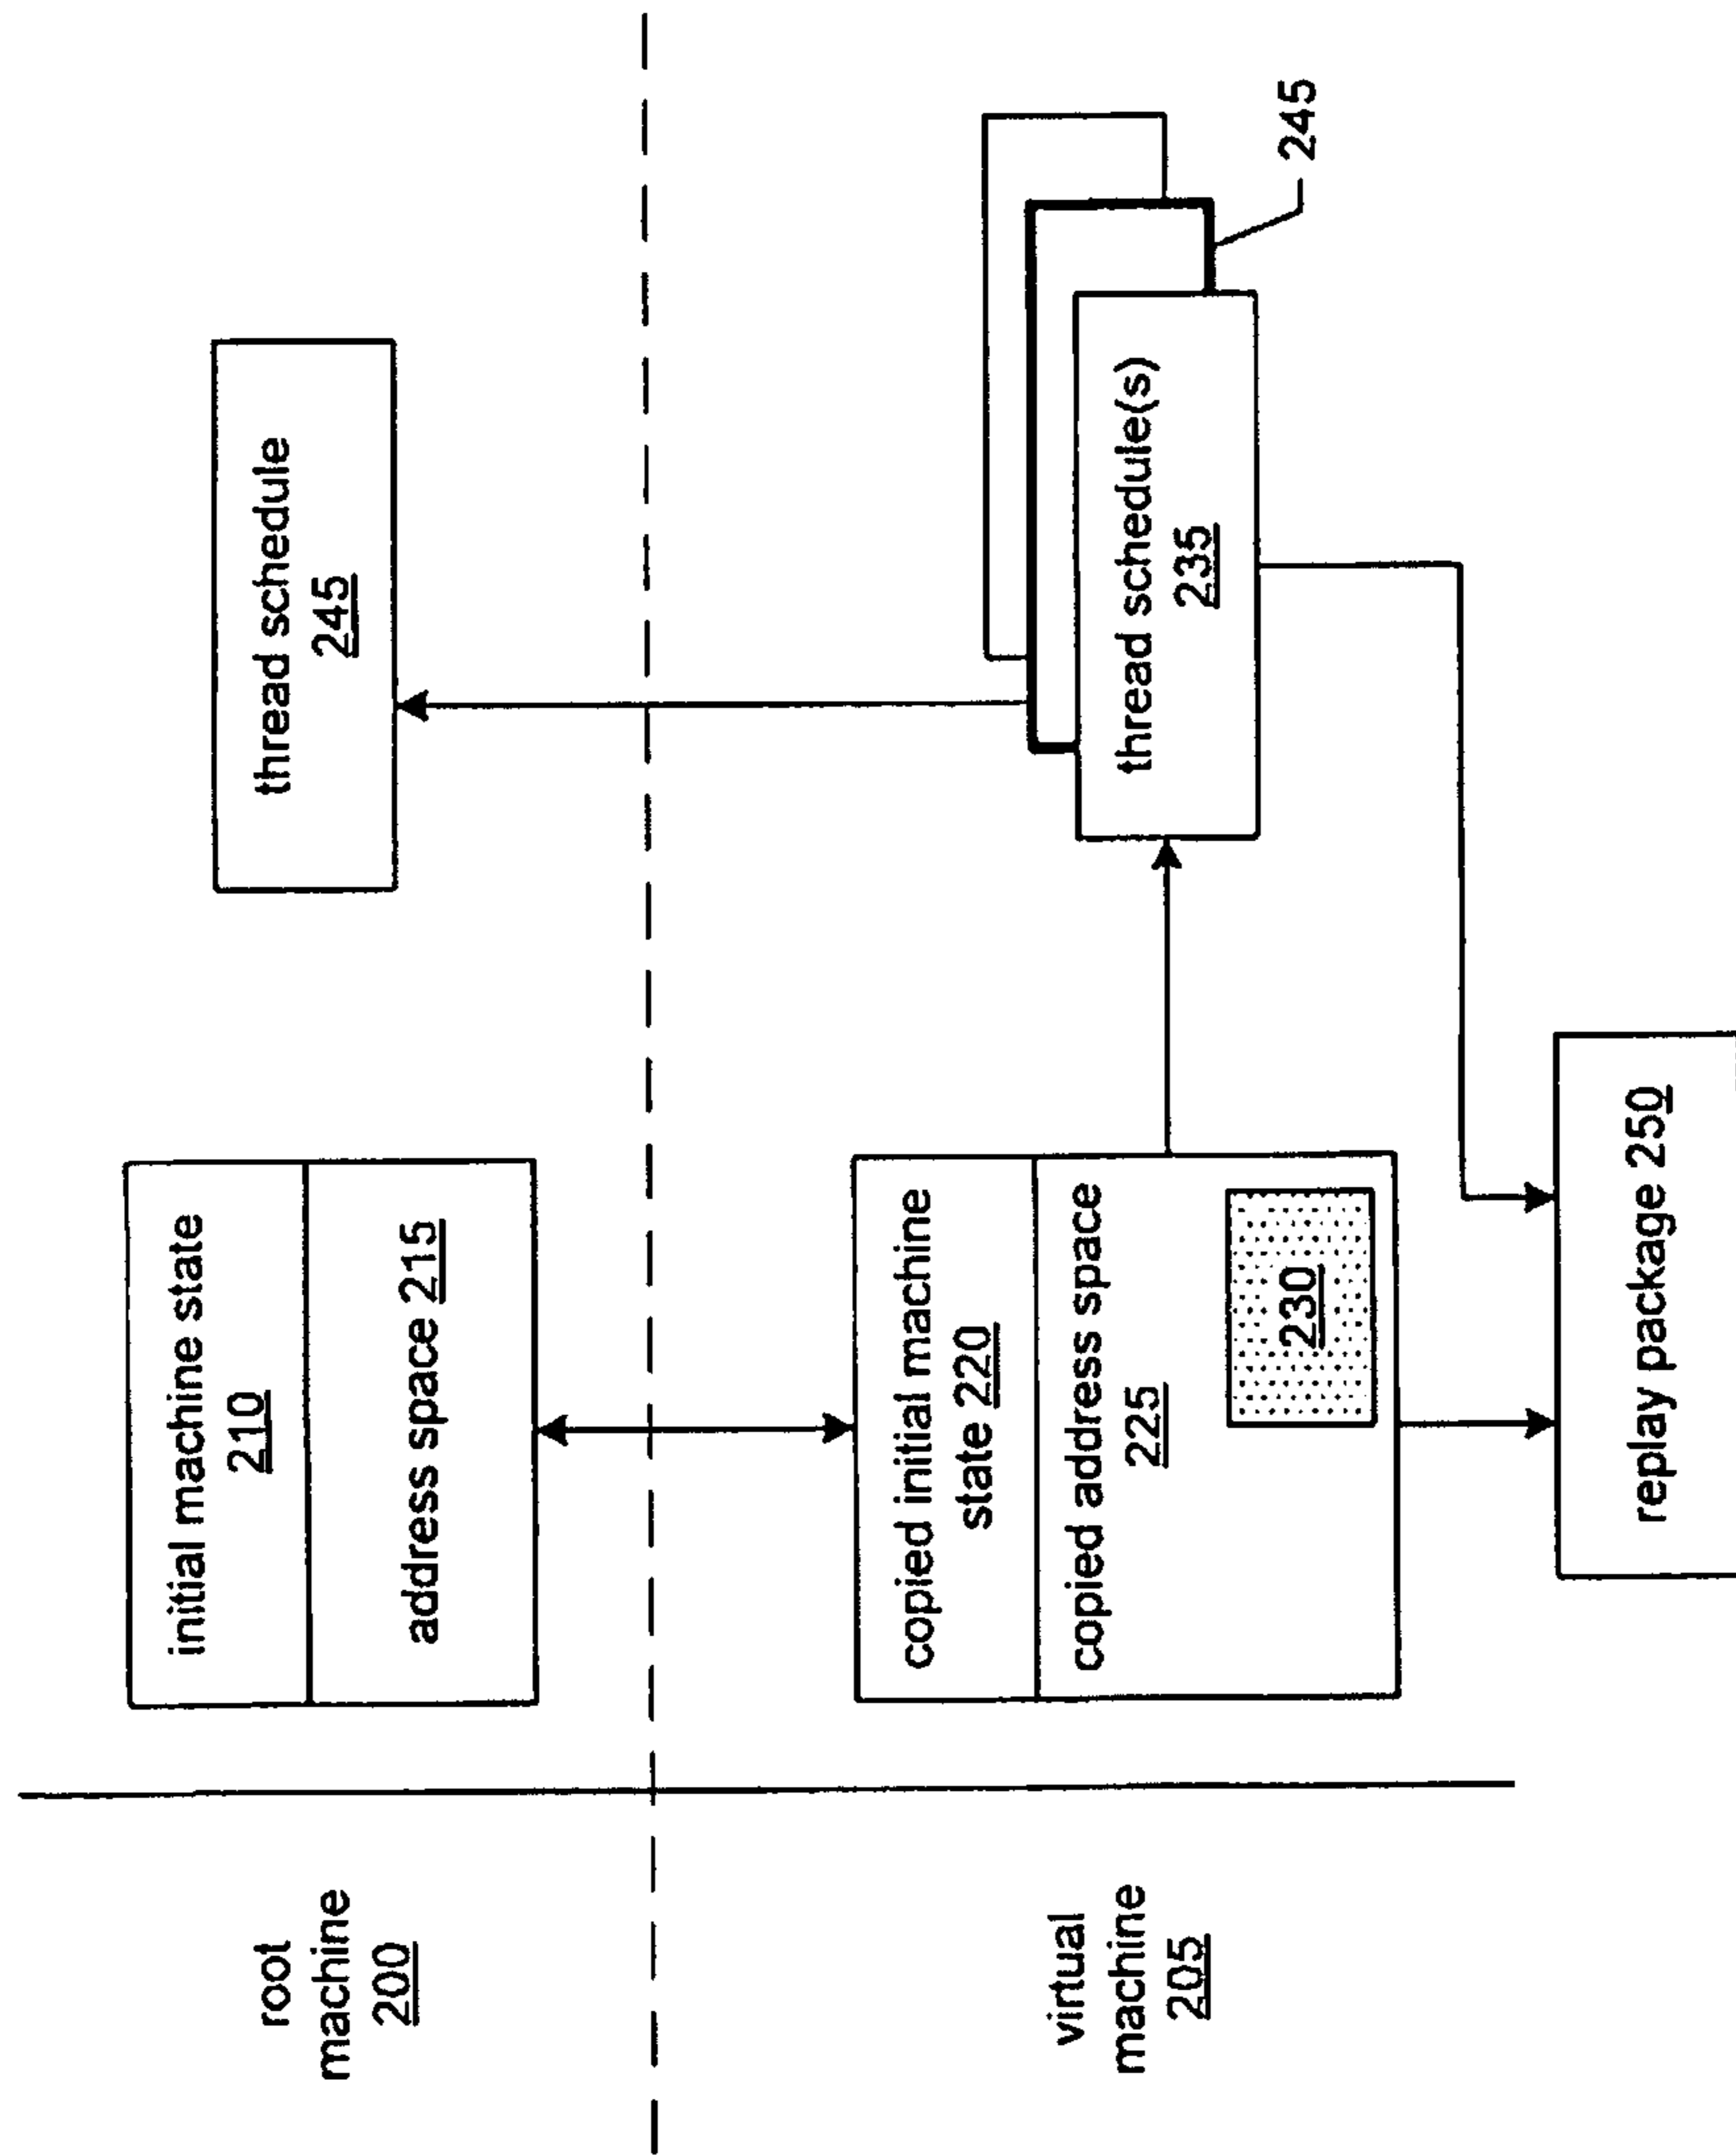 root
machine
200
initial machine state
210
address space 215
thread schedule
245
virtual
machine
205
copied initial machine
state 220
copied address space
225
230
thread schedule(s)
235
245
replay package 250